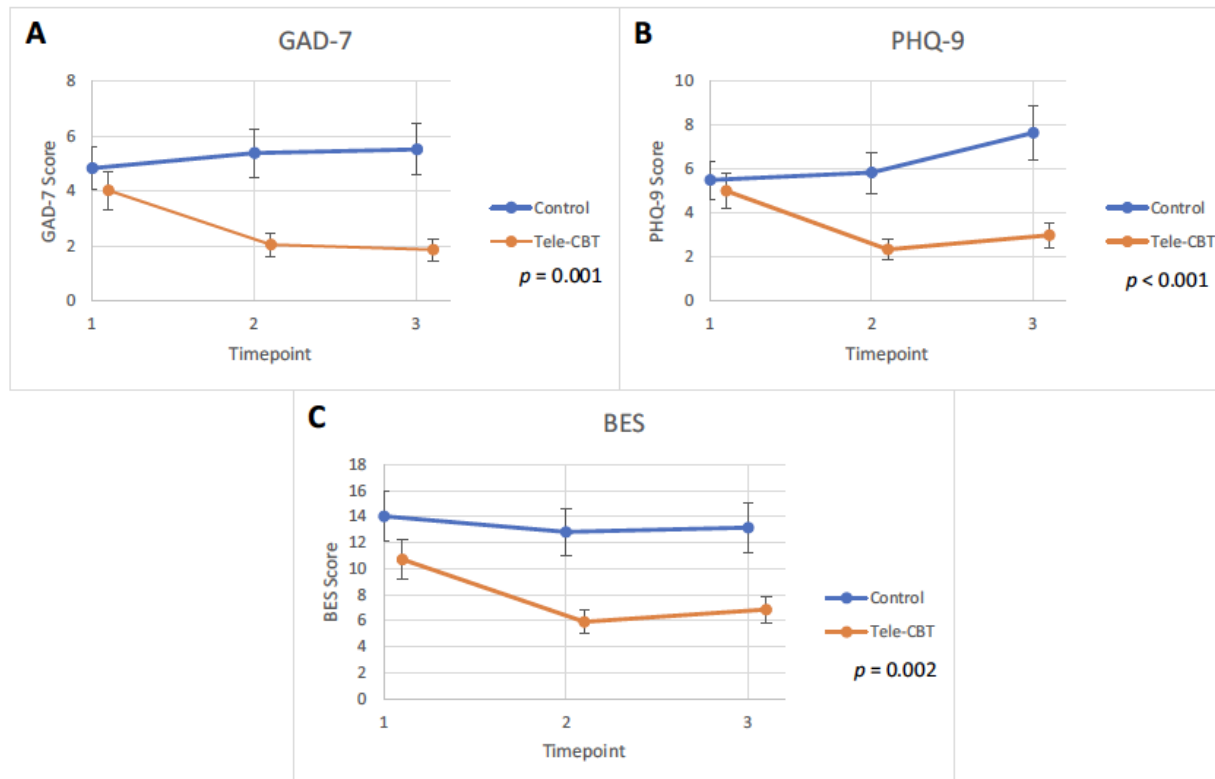 A
GAD-7
8
6
4
2
0
GAD-7 Score
1 2 3
Timepoint
Control
Tele-CBT
p = 0.001
B
PHQ-9
10
8
6
4
2
0
PHQ-9 Score
1 2 3
Timepoint
Control
Tele-CBT
p < 0.001
C
BES
18
16
14
12
10
8
6
4
2
0
BES Score
1 2 3
Timepoint
Control
Tele-CBT
p = 0.002